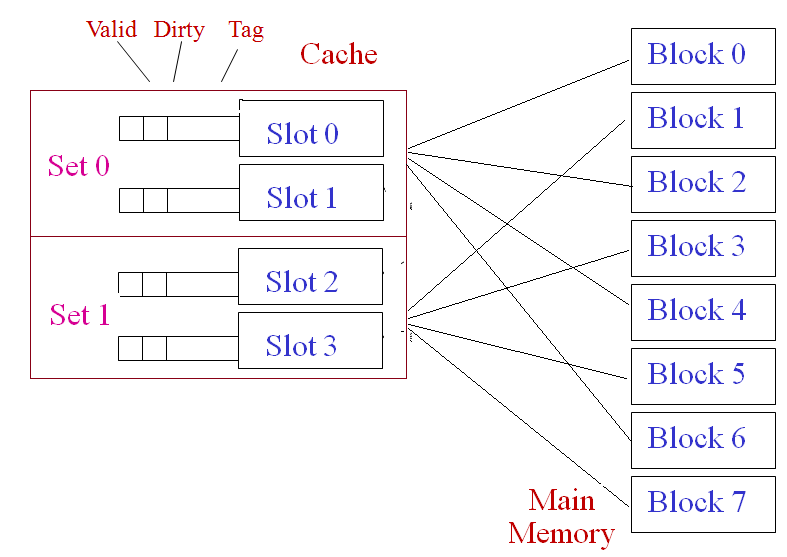 Valid Dirty Tag
Cache
Set 0
Slot 0
Slot 1
Set 1
Slot 2
Slot 3
Block 0
Block 1
Block 2
Block 3
Block 4
Block 5
Block 6
Block 7
Main
Memory